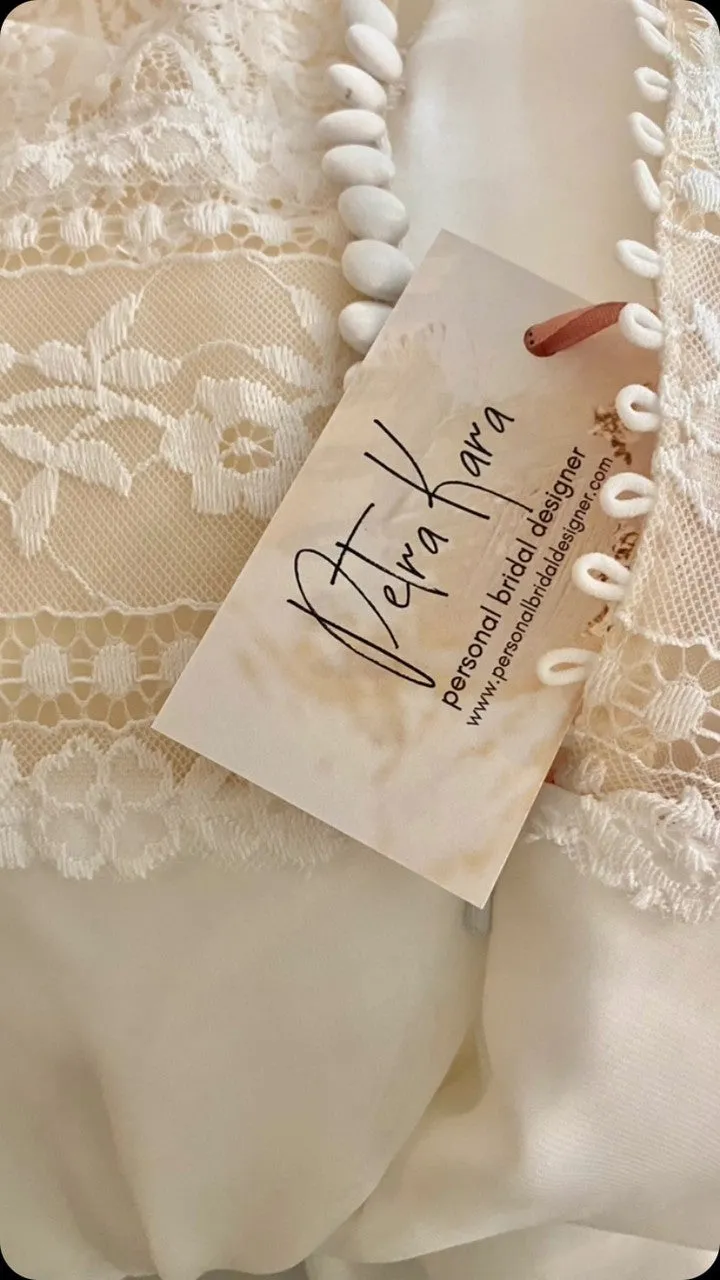 Petra Kara
personal bridal designer
www.personalbridaldesigner.com